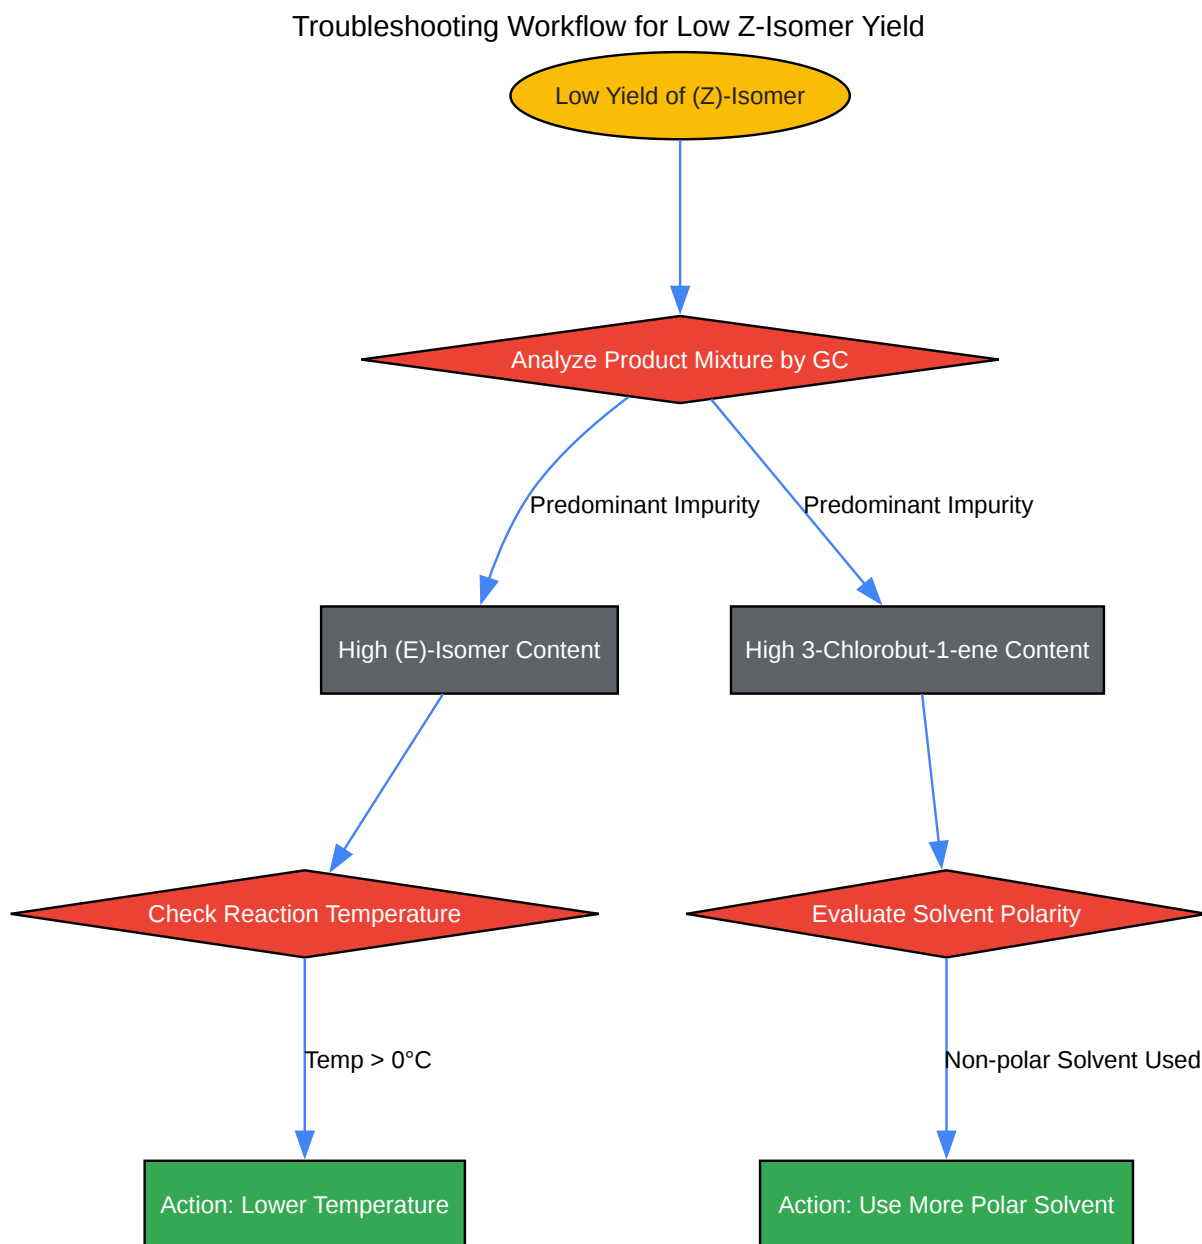 Troubleshooting Workflow for Low Z-Isomer Yield
Low Yield of (Z)-Isomer
Analyze Product Mixture by GC
Predominant Impurity
Predominant Impurity
High (E)-Isomer Content
High 3-Chlorobut-1-ene Content
Check Reaction Temperature
Evaluate Solvent Polarity
Temp > 0°C
Non-polar Solvent Used
Action: Lower Temperature
Action: Use More Polar Solvent